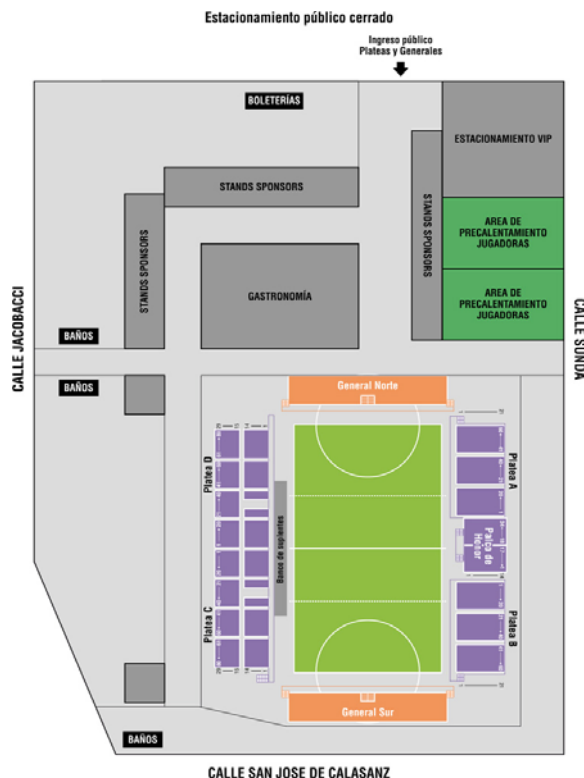 Estacionamiento público cerrado
Ingreso público
Plateas y Generales
BOLETERÍAS
ESTACIONAMIENTO VIP
STANDS SPONSORS
STANDS SPONSORS
STANDS SPONSORS
AREA DE
PRECALENTAMIENTO
JUGADORAS
GASTRONOMÍA
AREA DE
PRECALENTAMIENTO
JUGADORAS
CALLE JACOBACCI
CALLE SUNDA
BAÑOS
BAÑOS
General Norte
Platea D
Platea A
Banco de suplentes
Palco de
Honor
Platea C
Platea B
General Sur
BAÑOS
CALLE SAN JOSE DE CALASANZ